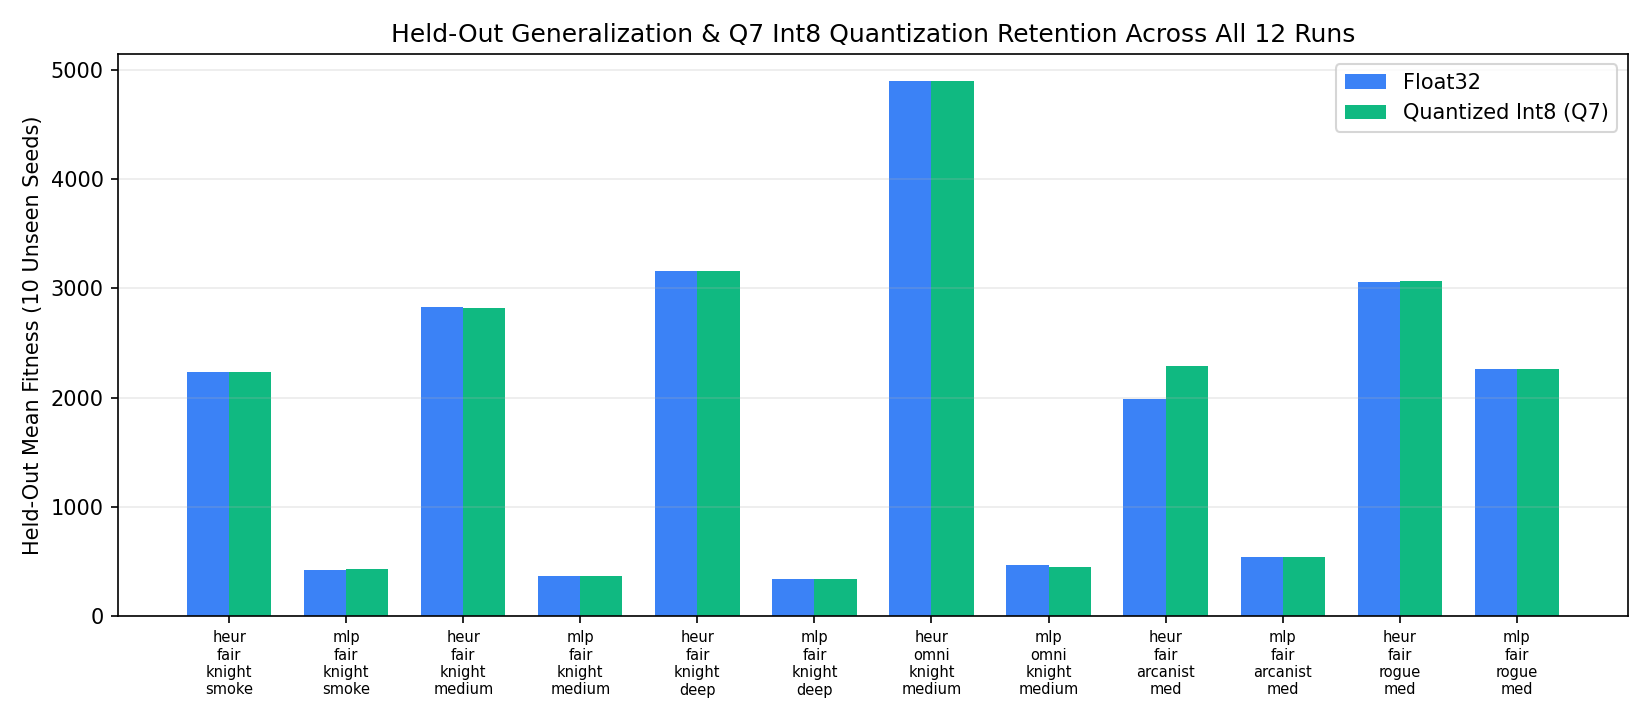 Held-Out Generalization & Q7 Int8 Quantization Retention Across All 12 Runs
Held-Out Mean Fitness (10 Unseen Seeds)
5000
4000
3000
2000
1000
0
Float32
Quantized Int8 (Q7)
heur
fair
knight
smoke
mlp
fair
knight
smoke
heur
fair
knight
medium
mlp
fair
knight
medium
heur
fair
knight
deep
mlp
fair
knight
deep
heur
omni
knight
medium
mlp
omni
knight
medium
heur
fair
arcanist
med
mlp
fair
arcanist
med
heur
fair
rogue
med
mlp
fair
rogue
med